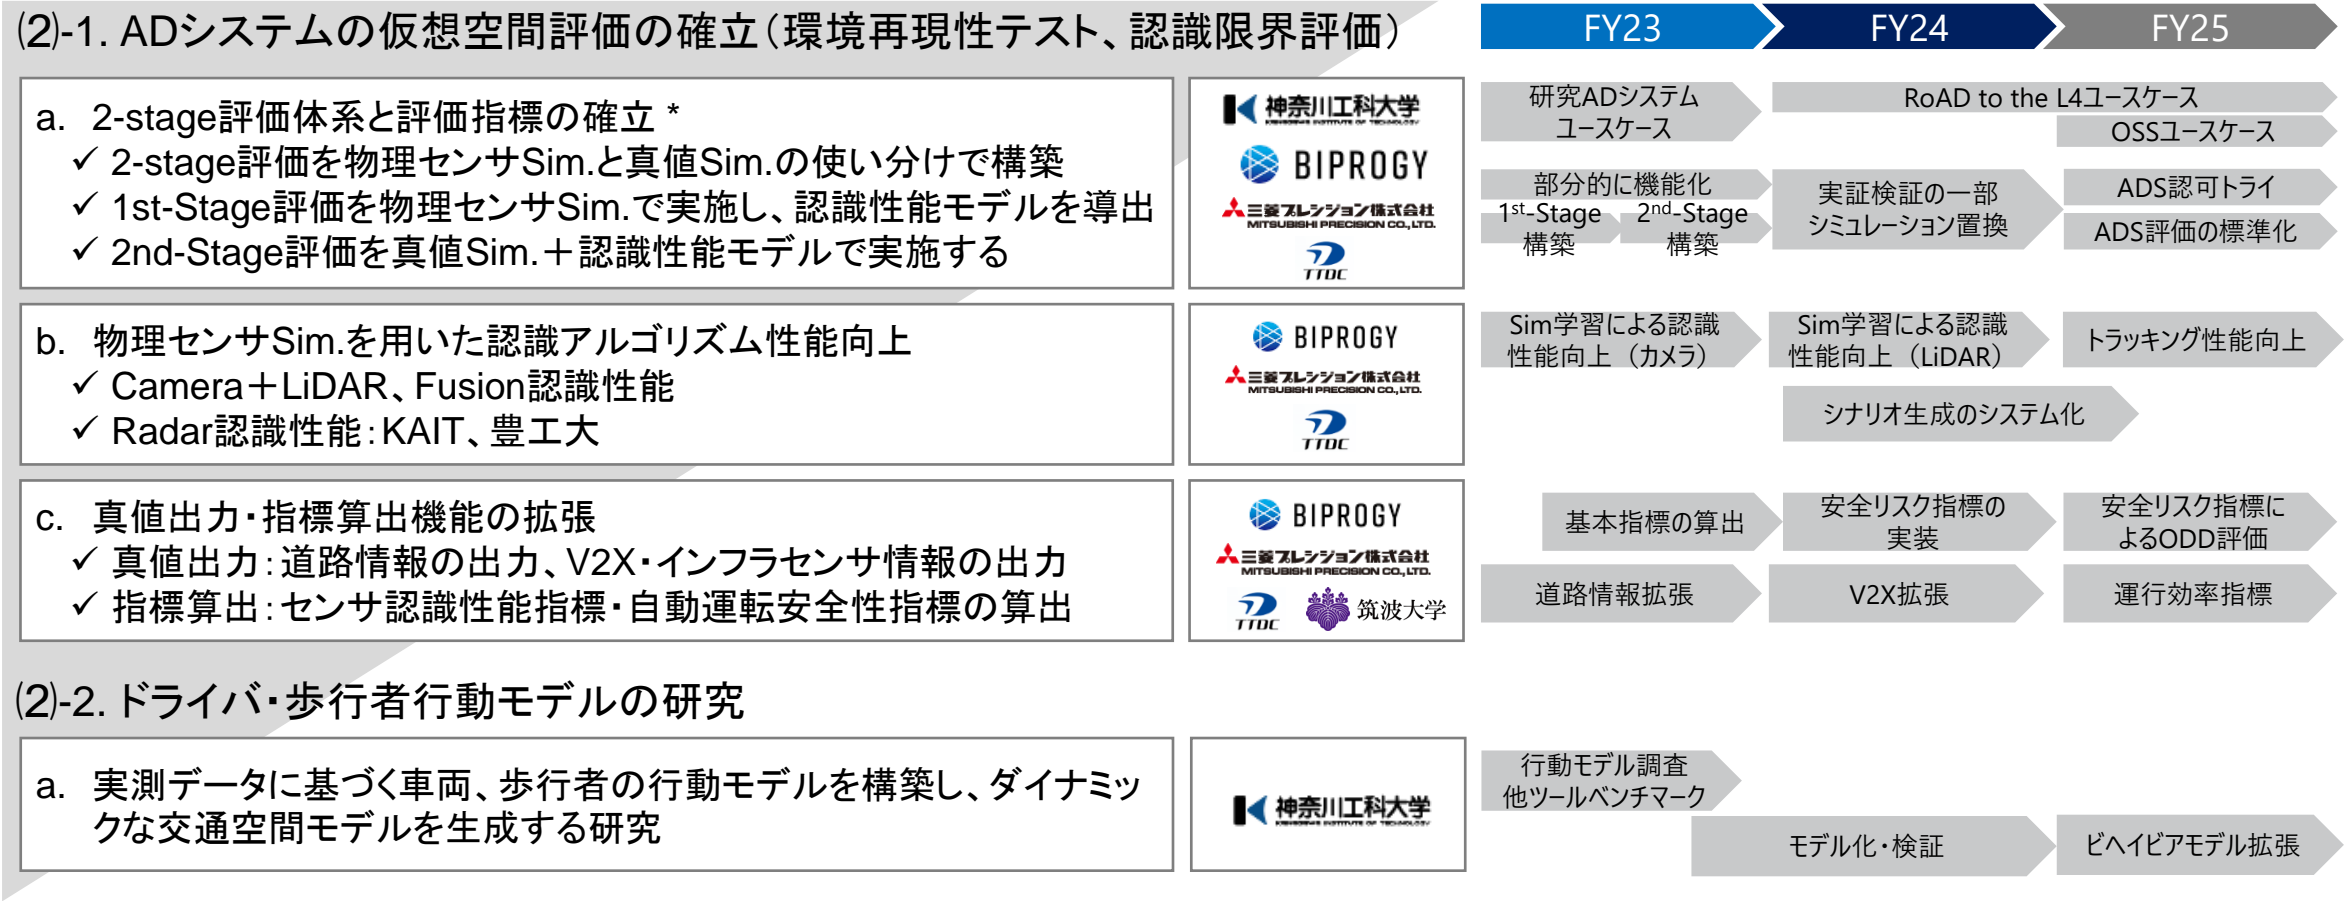 ⑵-1. ADシステムの仮想空間評価の確立（環境再現性テスト、認識限界評価）
FY23
FY24
FY25
a. 2-stage評価体系と評価指標の確立 *
✓ 2-stage評価を物理センサSim.と真値Sim.の使い分けで構築
✓ 1st-Stage評価を物理センサSim.で実施し、認識性能モデルを導出
✓ 2nd-Stage評価を真値Sim.＋認識性能モデルで実施する
神奈川工科大学
KANAGAWA INSTITUTE OF TECHNOLOGY
BIPROGY
三菱プレシジョン株式会社
MITSUBISHI PRECISION CO., LTD.
TTDC
研究ADシステム
ユースケース
RoAD to the L4ユースケース
OSSユースケース
部分的に機能化
1st-Stage
構築
2nd-Stage
構築
実証検証の一部
シミュレーション置換
ADS認可トライ
ADS評価の標準化
b. 物理センサSim.を用いた認識アルゴリズム性能向上
✓ Camera＋LiDAR、Fusion認識性能
✓ Radar認識性能：KAIT、豊工大
BIPROGY
三菱プレシジョン株式会社
MITSUBISHI PRECISION CO., LTD.
TTDC
Sim学習による認識
性能向上（カメラ）
Sim学習による認識
性能向上（LiDAR）
トラッキング性能向上
シナリオ生成のシステム化
c. 真値出力・指標算出機能の拡張
✓ 真値出力：道路情報の出力、V2X・インフラセンサ情報の出力
✓ 指標算出：センサ認識性能指標・自動運転安全性指標の算出
BIPROGY
三菱プレシジョン株式会社
MITSUBISHI PRECISION CO., LTD.
TTDC
筑波大学
基本指標の算出
安全リスク指標の
実装
安全リスク指標に
よるODD評価
道路情報拡張
V2X拡張
運行効率指標
⑵-2. ドライバ・歩行者行動モデルの研究
a. 実測データに基づく車両、歩行者の行動モデルを構築し、ダイナミッ
クな交通空間モデルを生成する研究
神奈川工科大学
KANAGAWA INSTITUTE OF TECHNOLOGY
行動モデル調査
他ツールベンチマーク
モデル化・検証
ビヘイビアモデル拡張